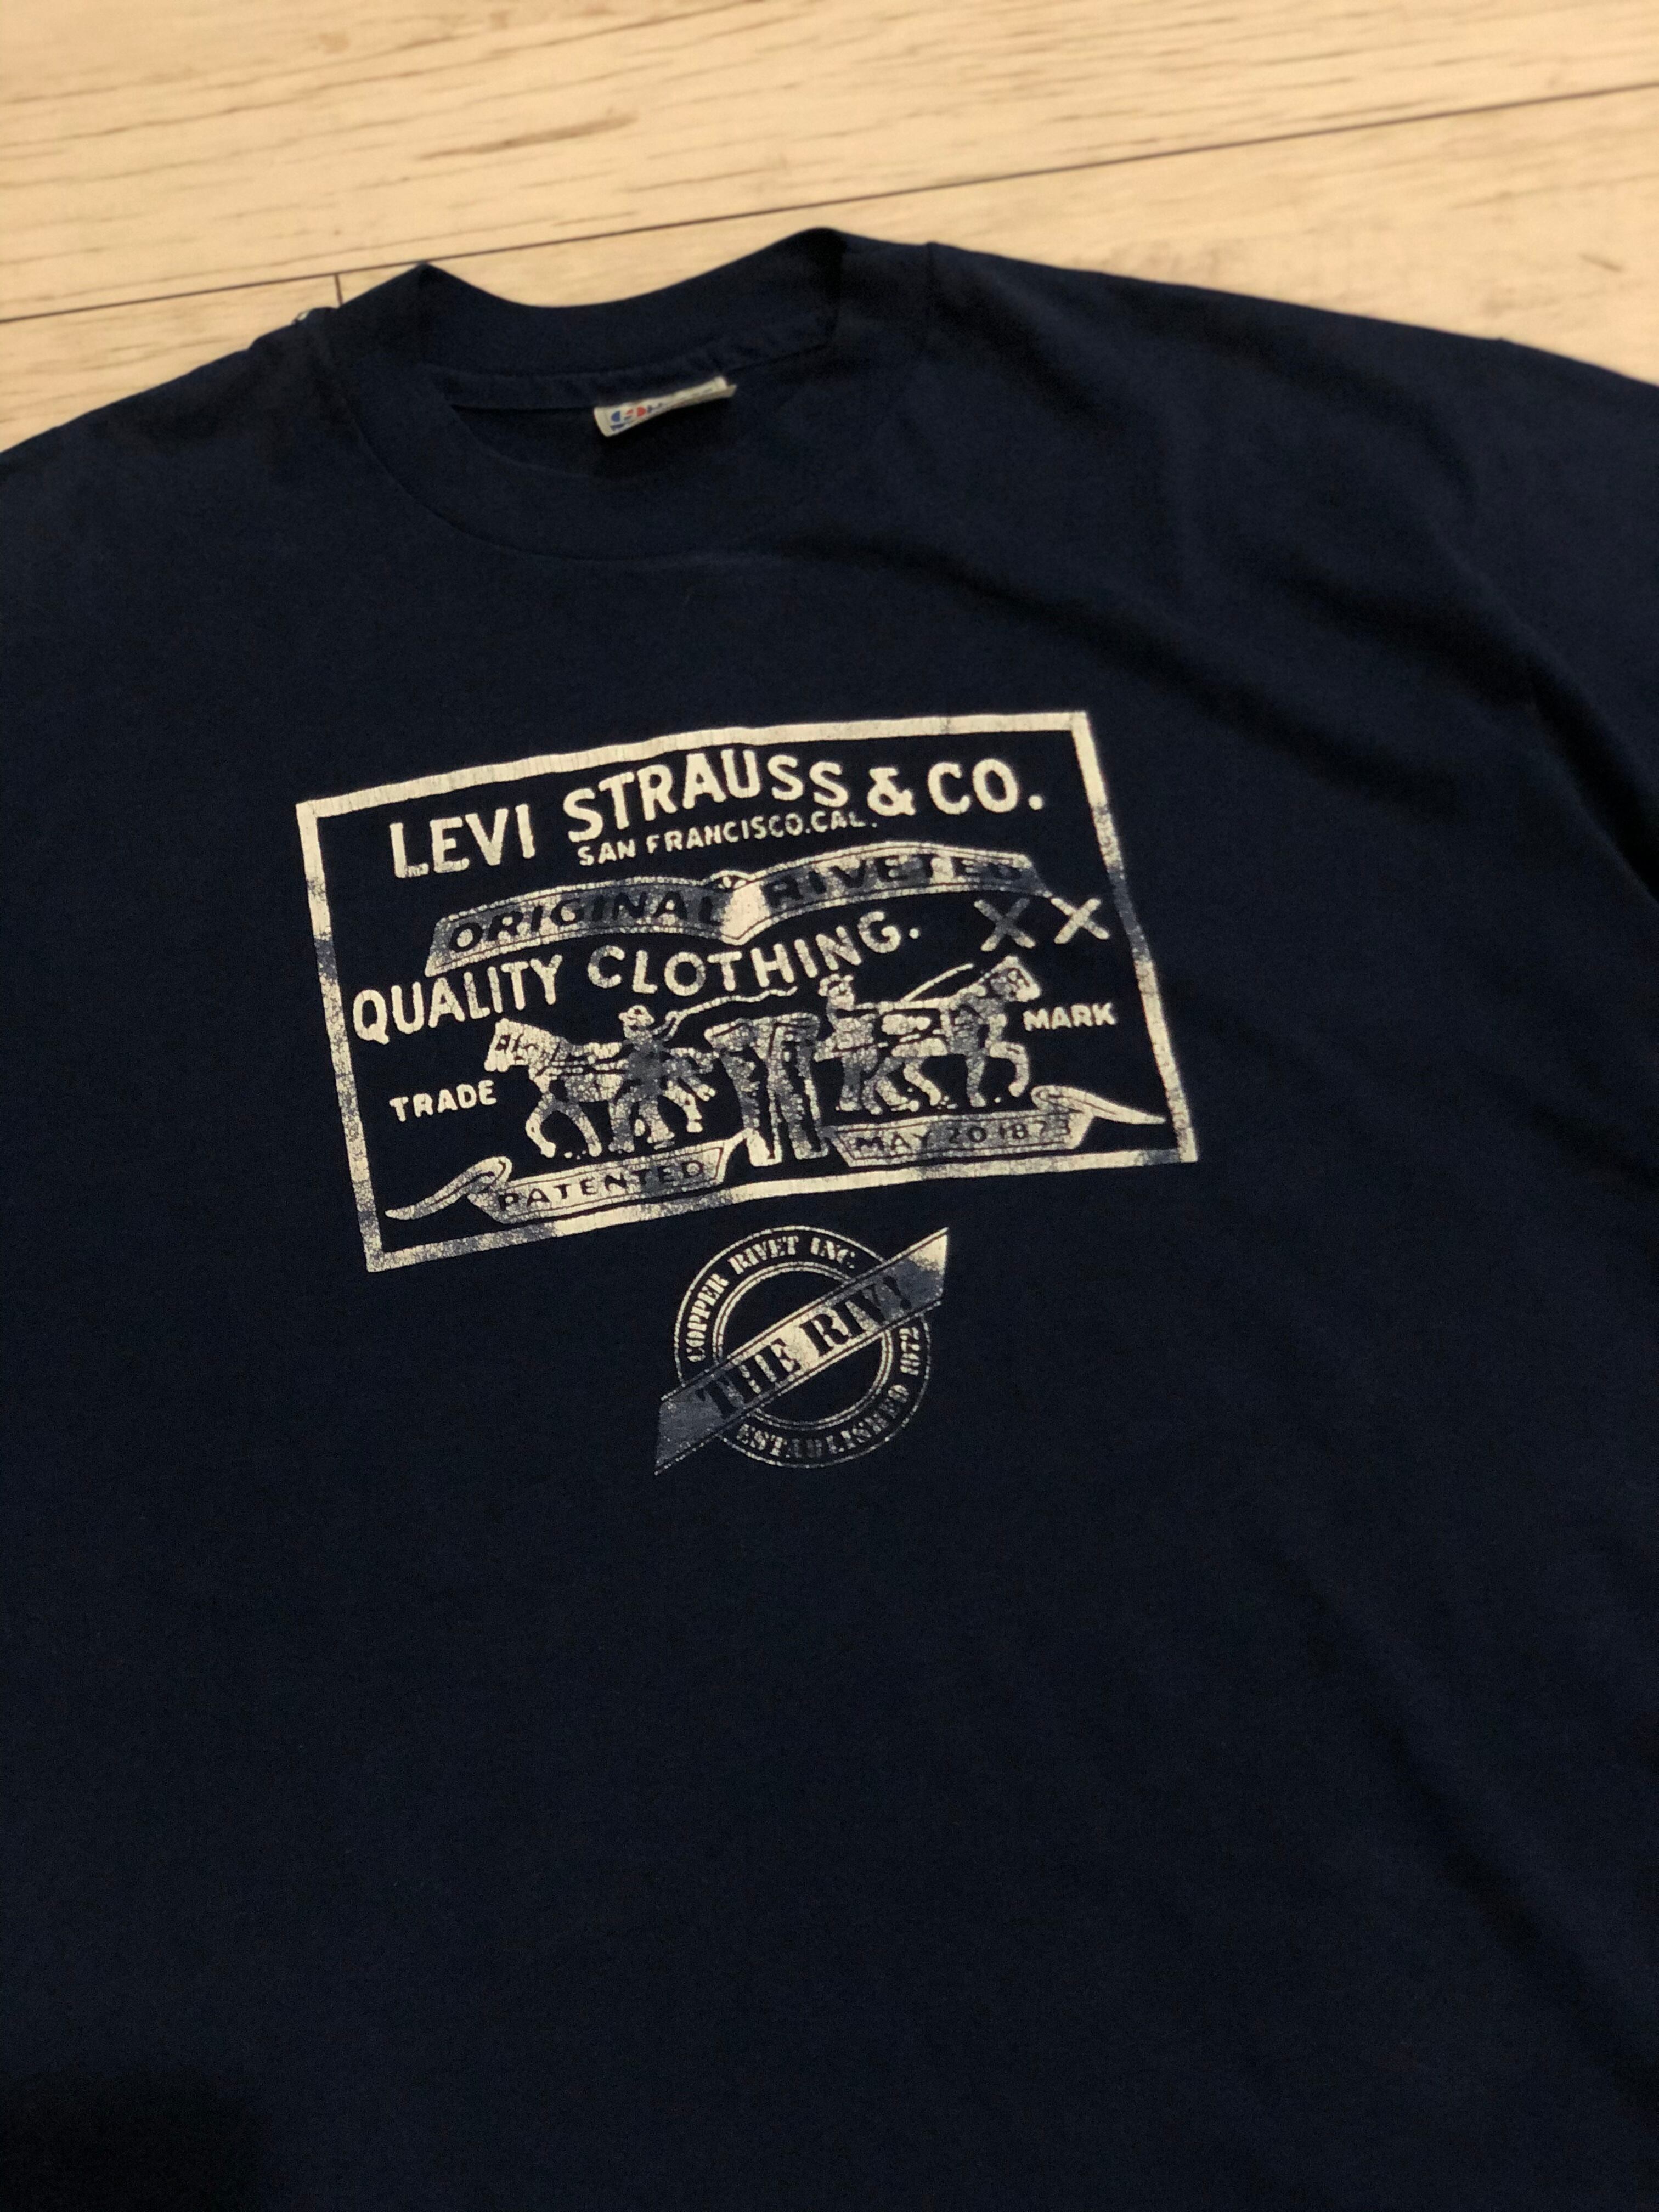 LEVI STRAUSS & CO.
SAN FRANCISCO. CAL.
ORIGINAL RIVETED
QUALITY CLOTHING. XX
TRADE MARK
PATENTED MAY 20 1873
COPPER RIVET INC.
THE RIVI
ESTABLISHED 1872